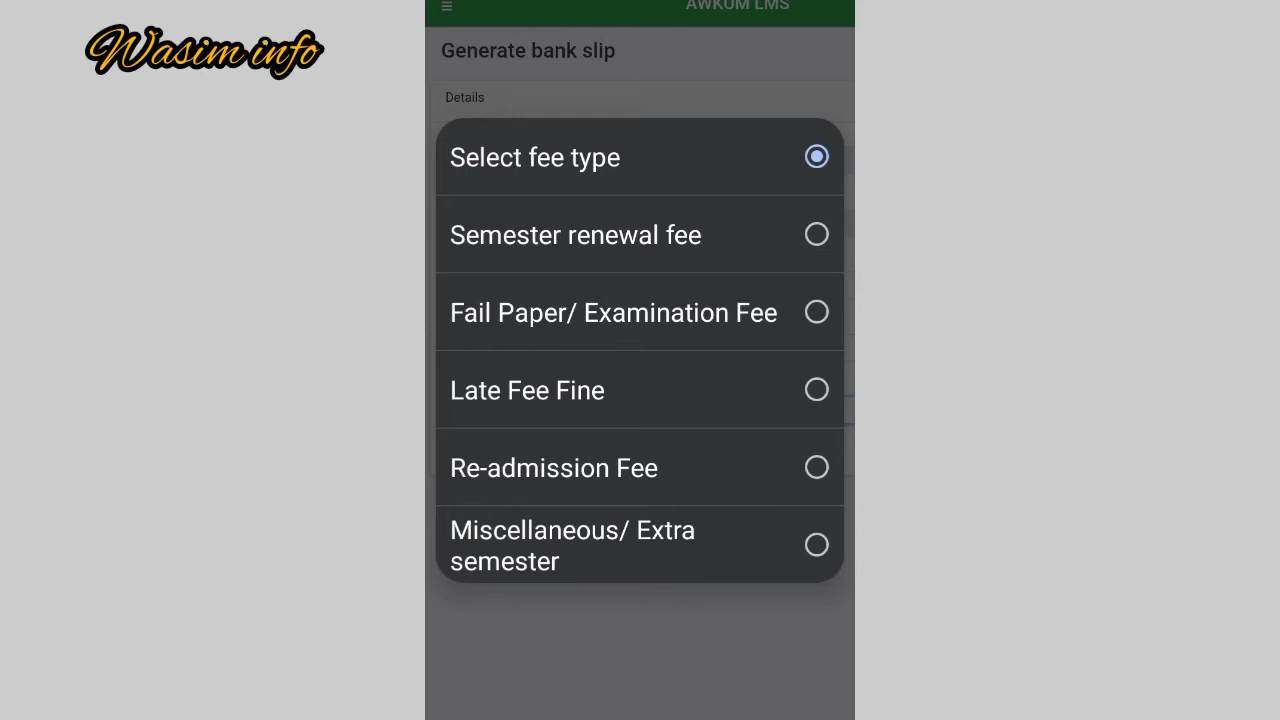 Wasim info
AWKUM LMS
Generate bank slip
Details
Select fee type
Semester renewal fee
Fail Paper/ Examination Fee
Late Fee Fine
Re-admission Fee
Miscellaneous/ Extra
semester